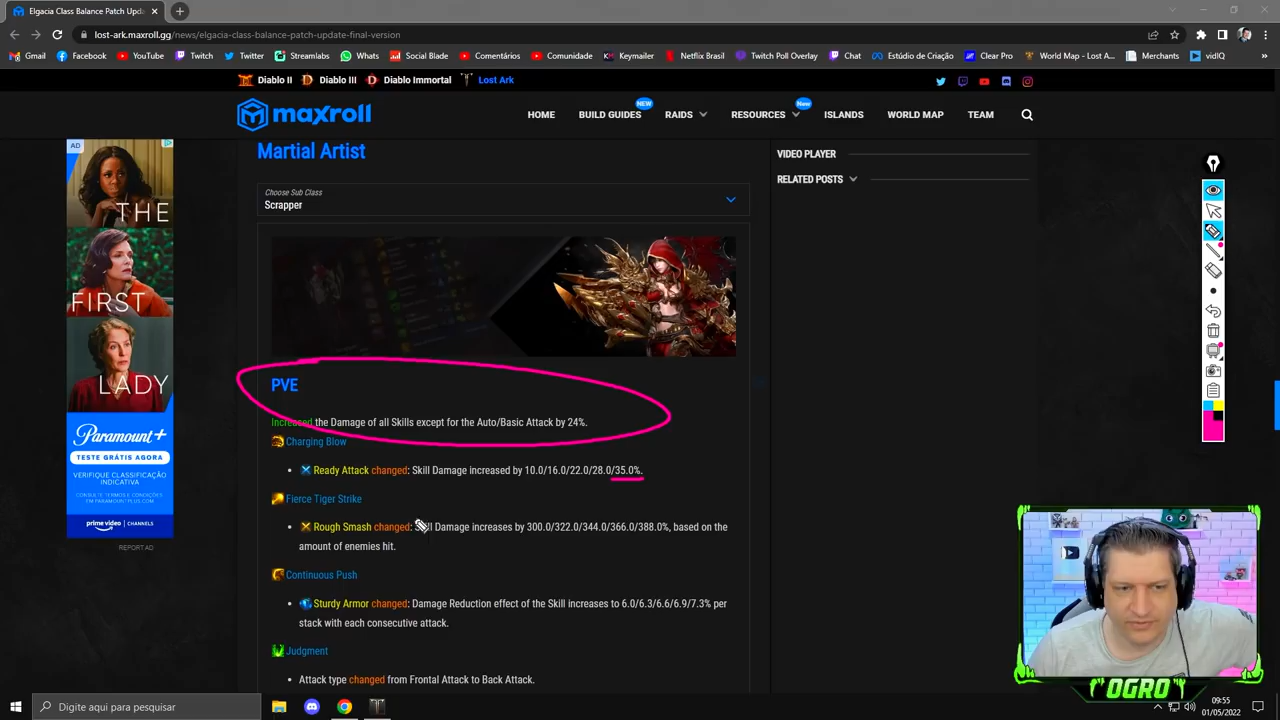 Elgacia Class Balance Patch Upda
lost-ark.maxroll.gg/news/elgacia-class-balance-patch-update-final-version
Gmail
Facebook
YouTube
Twitch
Twitter
Streamlabs
Whats
Social Blade
Comentários
Comunidade
Keymailer
Netflix Brasil
Twitch Poll Overlay
Chat
Estúdio de Criação
Clear Pro
World Map - Lost A...
Merchants
vidIQ
Diablo II
Diablo III
Diablo Immortal
Lost Ark
maxroll
HOME
BUILD GUIDES
NEW
RAIDS
RESOURCES
New
ISLANDS
WORLD MAP
TEAM
Martial Artist
Choose Sub Class
Scrapper
VIDEO PLAYER
RELATED POSTS
AD
THE
FIRST
LADY
Paramount+
TESTE GRÁTIS AGORA
VERIFIQUE CLASSIFICAÇÃO
INDICATIVA
CONSULTE TERMOS E CONDIÇÕES
EM PARAMOUNTPLUS.COM
prime video | CHANNELS
REPORT AD
PVE
Increased the Damage of all Skills except for the Auto/Basic Attack by 24%.
Charging Blow
Ready Attack changed: Skill Damage increased by 10.0/16.0/22.0/28.0/35.0%.
Fierce Tiger Strike
Rough Smash changed: Skill Damage increases by 300.0/322.0/344.0/366.0/388.0%, based on the
amount of enemies hit.
Continuous Push
Sturdy Armor changed: Damage Reduction effect of the Skill increases to 6.0/6.3/6.6/6.9/7.3% per
stack with each consecutive attack.
Judgment
Attack type changed from Frontal Attack to Back Attack.
OGRO
Digite aqui para pesquisar
09:55
01/05/2022